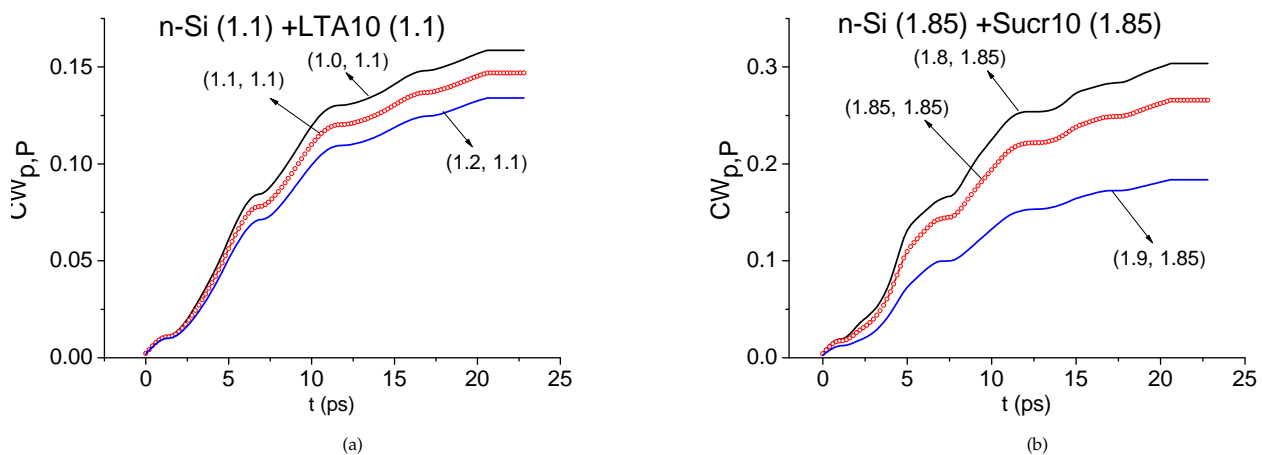 n-Si (1.1) +LTA10 (1.1)
(1.0, 1.1)
(1.1, 1.1)
(1.2, 1.1)
CW_p,P
0.15
0.10
0.05
0.00
0 5 10 15 20 25
t (ps)
(a)
n-Si (1.85) +Sucr10 (1.85)
(1.8, 1.85)
(1.85, 1.85)
(1.9, 1.85)
CW_p,P
0.3
0.2
0.1
0.0
0 5 10 15 20 25
t (ps)
(b)